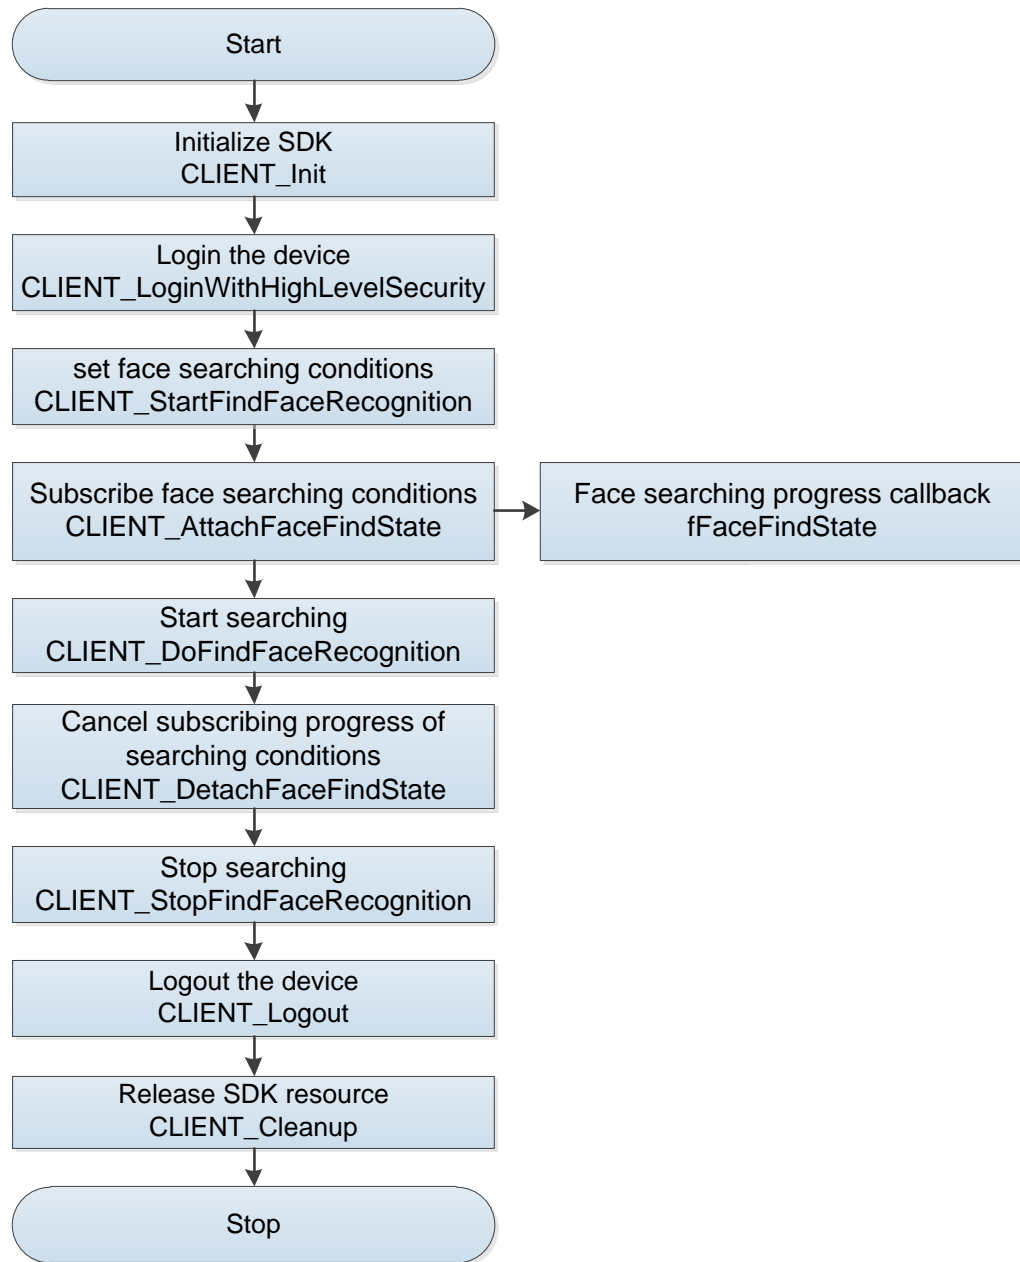 Start
Initialize SDK
CLIENT_Init
Login the device
CLIENT_LoginWithHighLevelSecurity
set face searching conditions
CLIENT_StartFindFaceRecognition
Subscribe face searching conditions
CLIENT_AttachFaceFindState
Face searching progress callback
fFaceFindState
Start searching
CLIENT_DoFindFaceRecognition
Cancel subscribing progress of
searching conditions
CLIENT_DetachFaceFindState
Stop searching
CLIENT_StopFindFaceRecognition
Logout the device
CLIENT_Logout
Release SDK resource
CLIENT_Cleanup
Stop